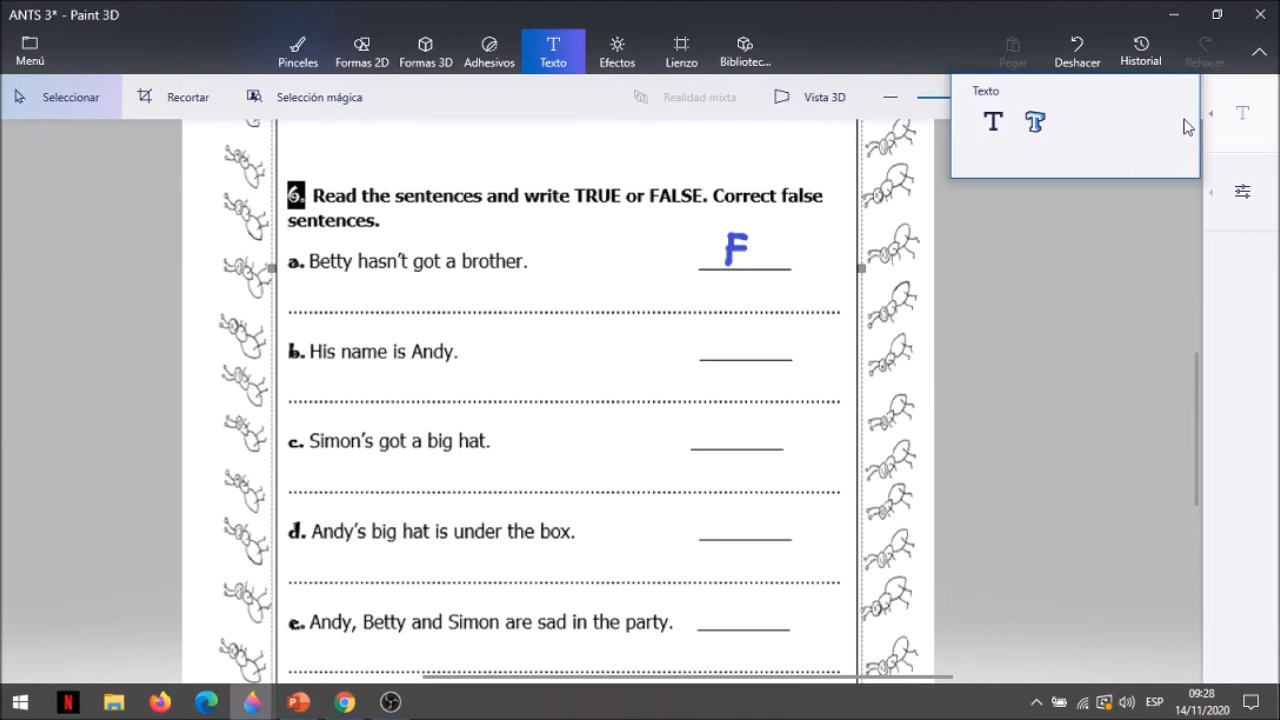 ANTS 3* - Paint 3D
Menú
Pinceles
Formas 2D
Formas 3D
Adhesivos
Texto
Efectos
Lienzo
Bibliotec...
Pegar
Deshacer
Historial
Rehacer
Seleccionar
Recortar
Selección mágica
Realidad mixta
Vista 3D
Texto
6. Read the sentences and write TRUE or FALSE. Correct false
sentences.
a. Betty hasn't got a brother. F
b. His name is Andy.
c. Simon's got a big hat.
d. Andy's big hat is under the box.
e. Andy, Betty and Simon are sad in the party.
ESP
09:28
14/11/2020